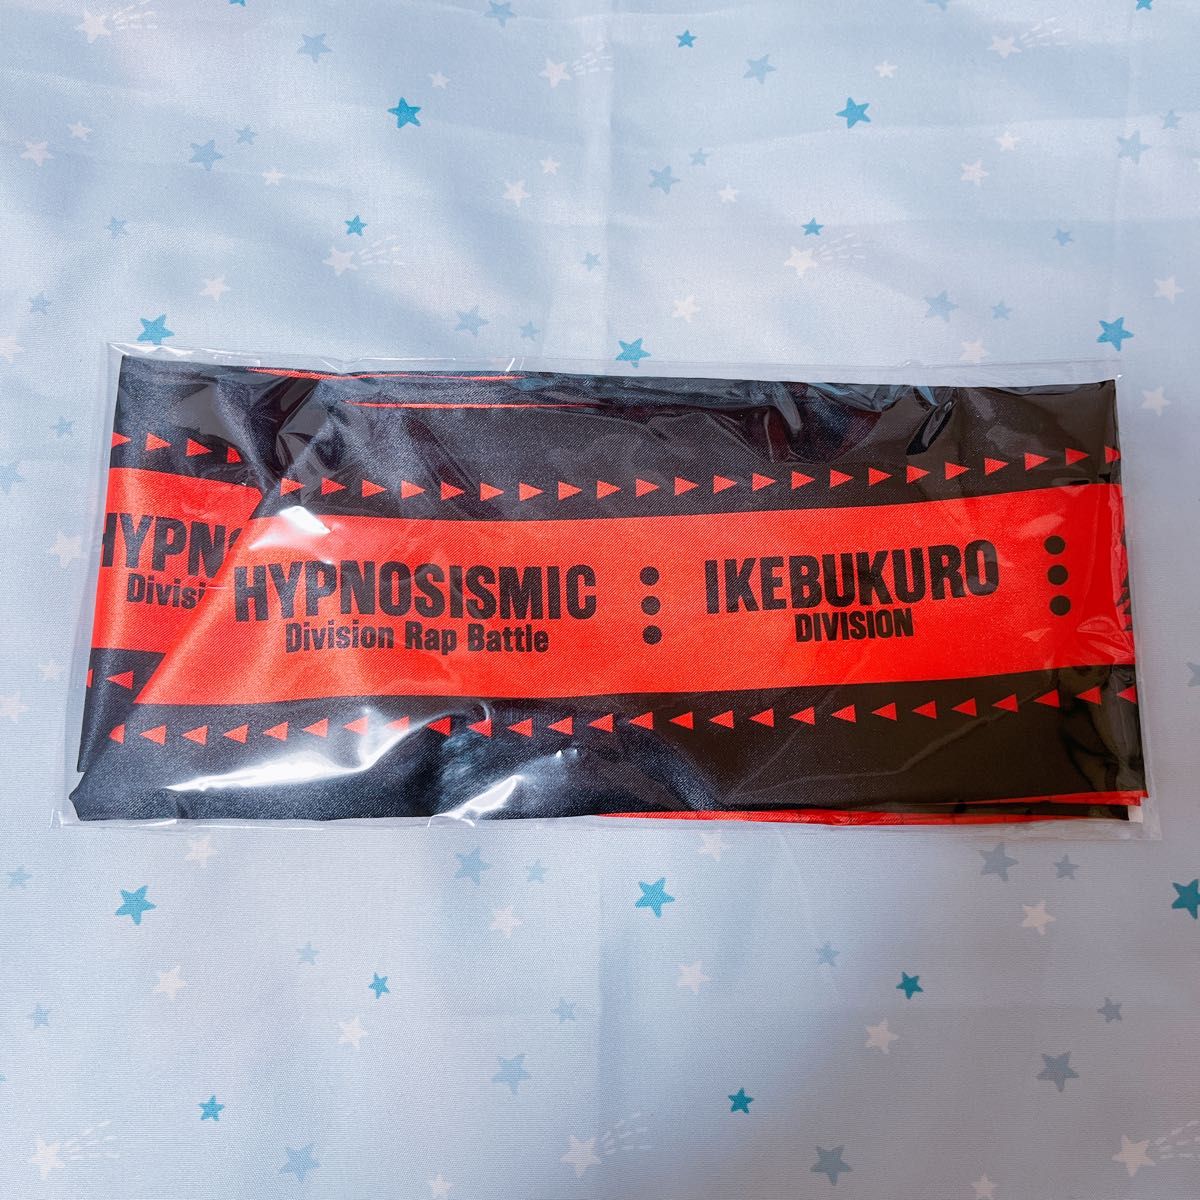 HYPNOSISMIC
Division Rap Battle
IKEBUKURO
DIVISION